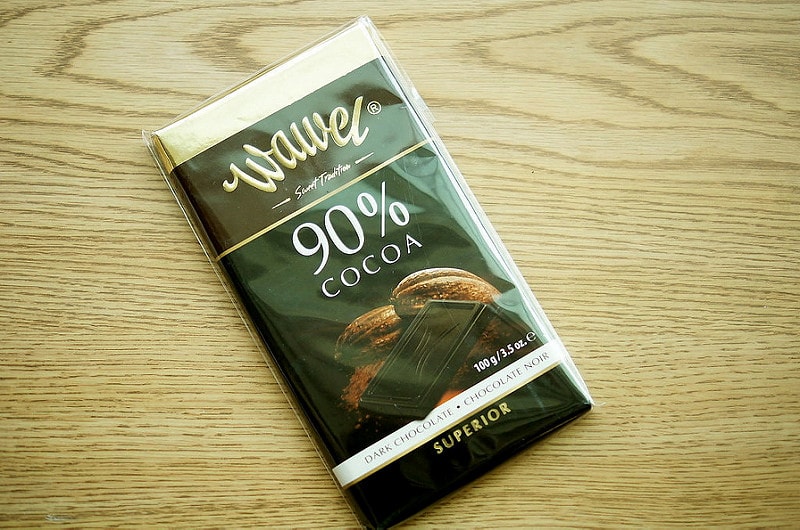 Wawel®
Sweet Tradition
90%
COCOA
100 g/3.5 oz. ℮
DARK CHOCOLATE • CHOCOLATE NOIR
SUPERIOR